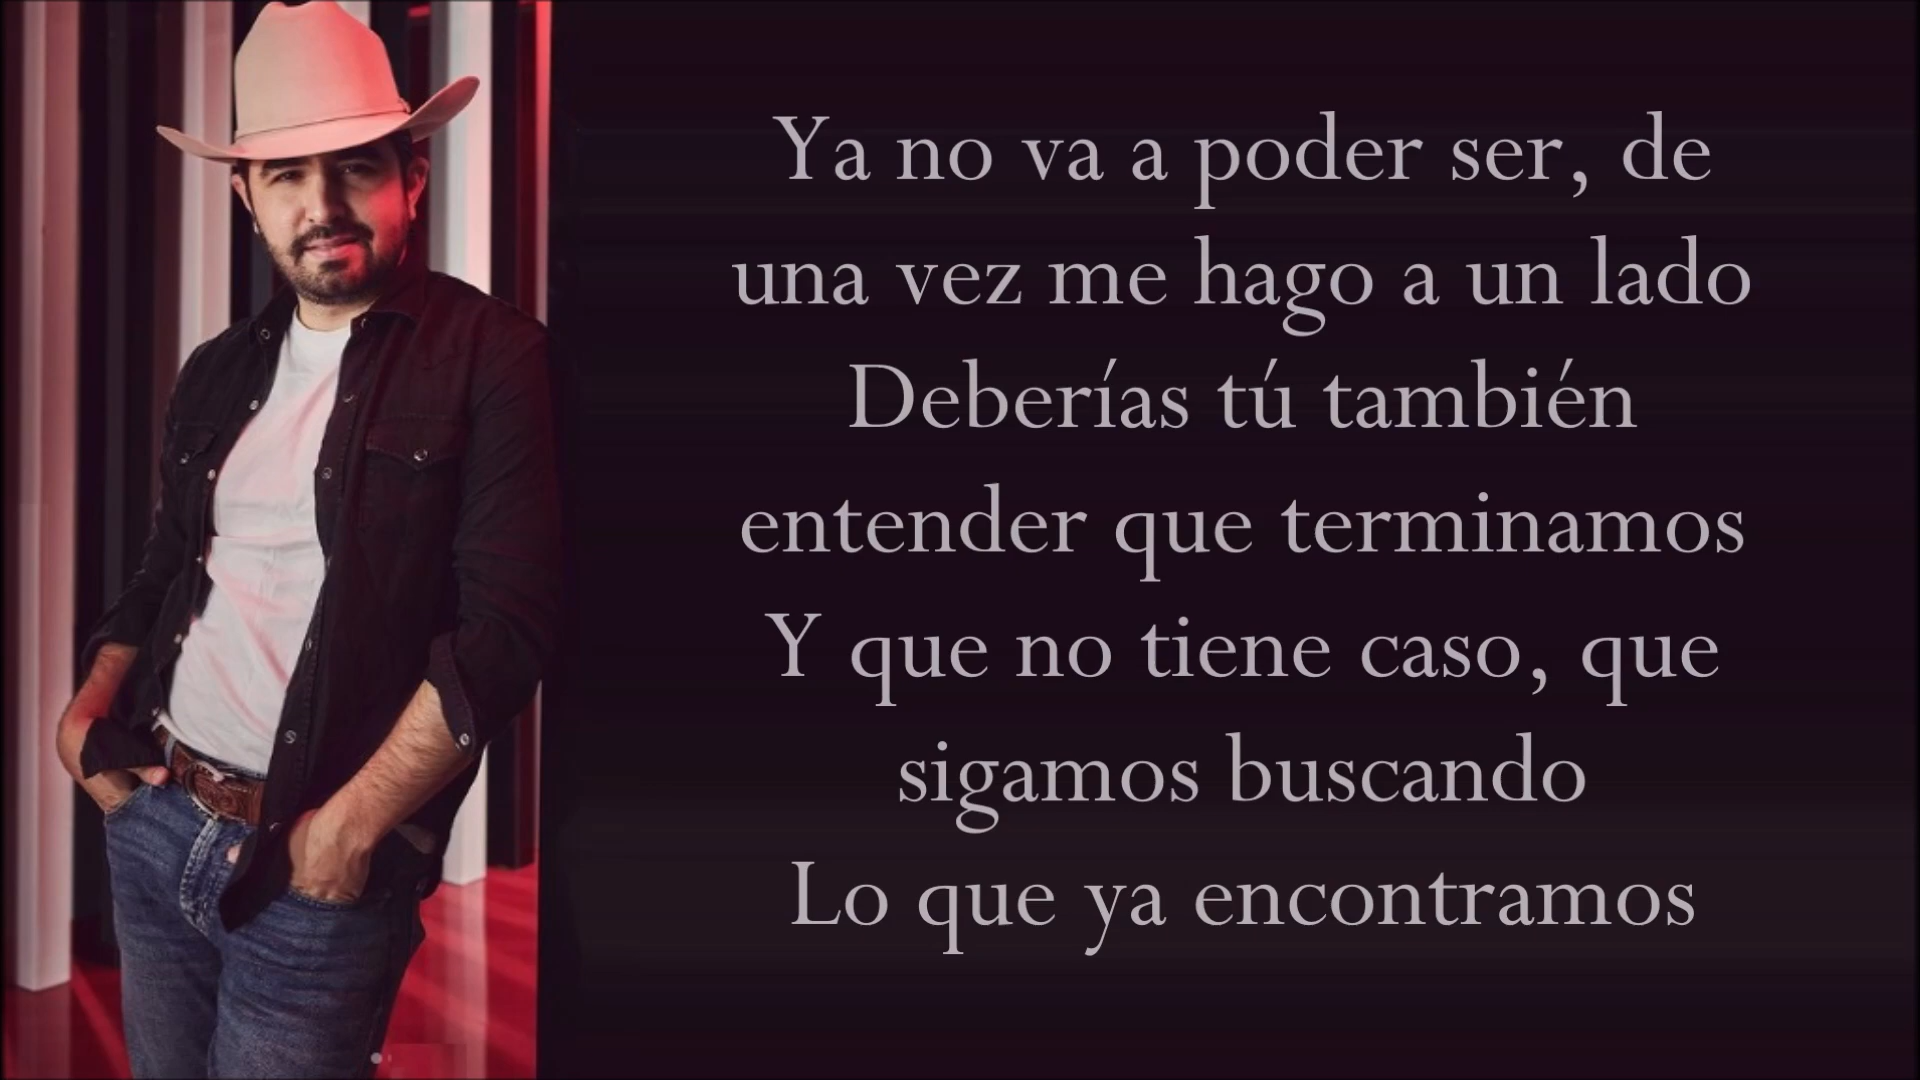 Ya no va a poder ser, de
una vez me hago a un lado
Deberías tú también
entender que terminamos
Y que no tiene caso, que
sigamos buscando
Lo que ya encontramos